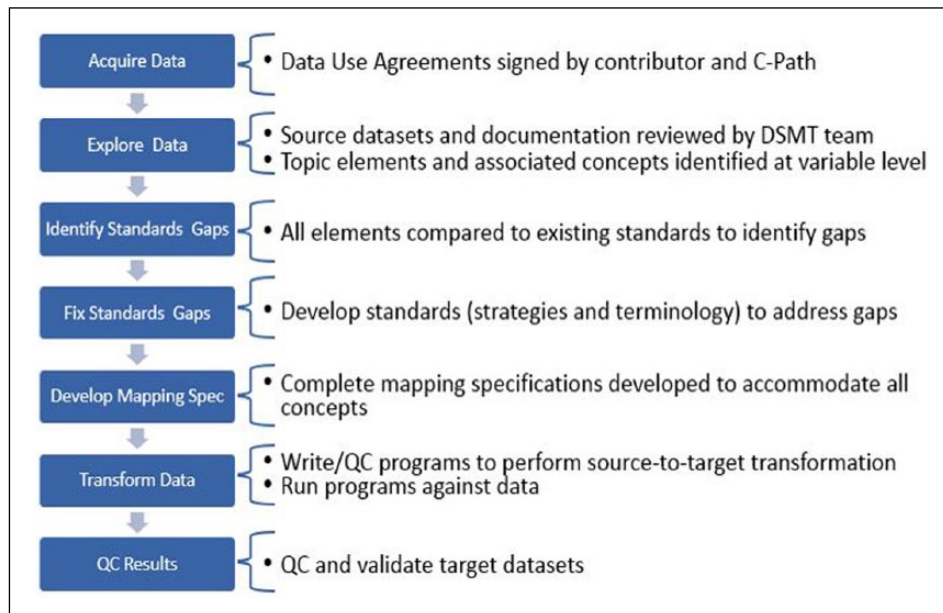 Acquire Data
• Data Use Agreements signed by contributor and C-Path
Explore Data
• Source datasets and documentation reviewed by DSMT team
• Topic elements and associated concepts identified at variable level
Identify Standards Gaps
• All elements compared to existing standards to identify gaps
Fix Standards Gaps
• Develop standards (strategies and terminology) to address gaps
Develop Mapping Spec
• Complete mapping specifications developed to accommodate all
concepts
Transform Data
• Write/QC programs to perform source-to-target transformation
• Run programs against data
QC Results
• QC and validate target datasets